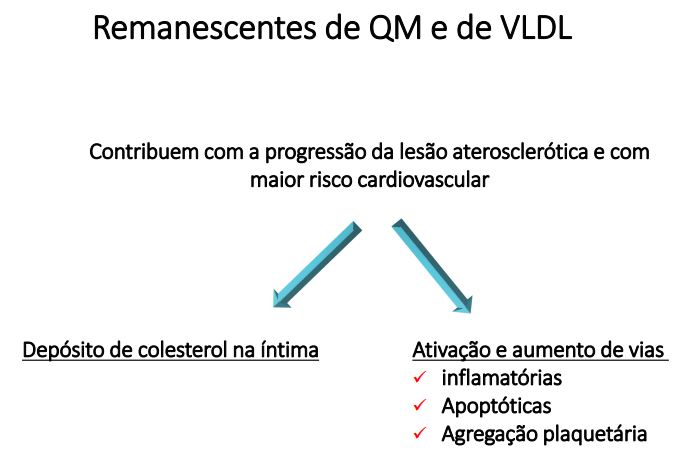 Remanescentes de QM e de VLDL
Contribuem com a progressão da lesão aterosclerótica e com
maior risco cardiovascular
Depósito de colesterol na íntima
Ativação e aumento de vias
✓ inflamatórias
✓ Apoptóticas
✓ Agregação plaquetária